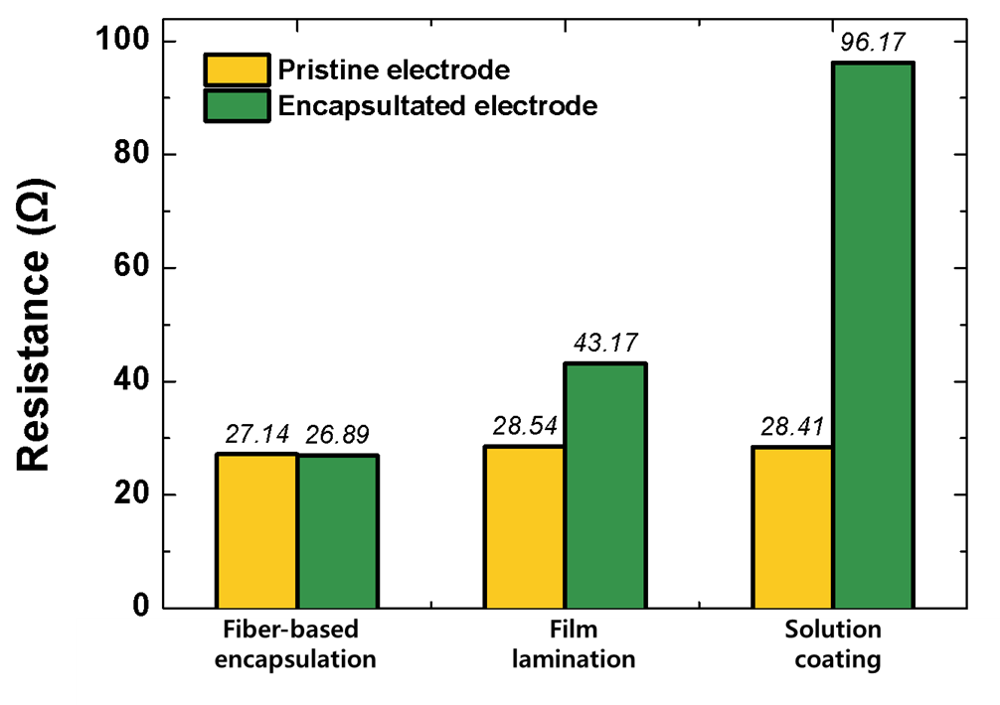 Resistance (Ω)
100
80
60
40
20
0
Pristine electrode
Encapsultated electrode
27.14
26.89
28.54
43.17
28.41
96.17
Fiber-based
encapsulation
Film
lamination
Solution
coating